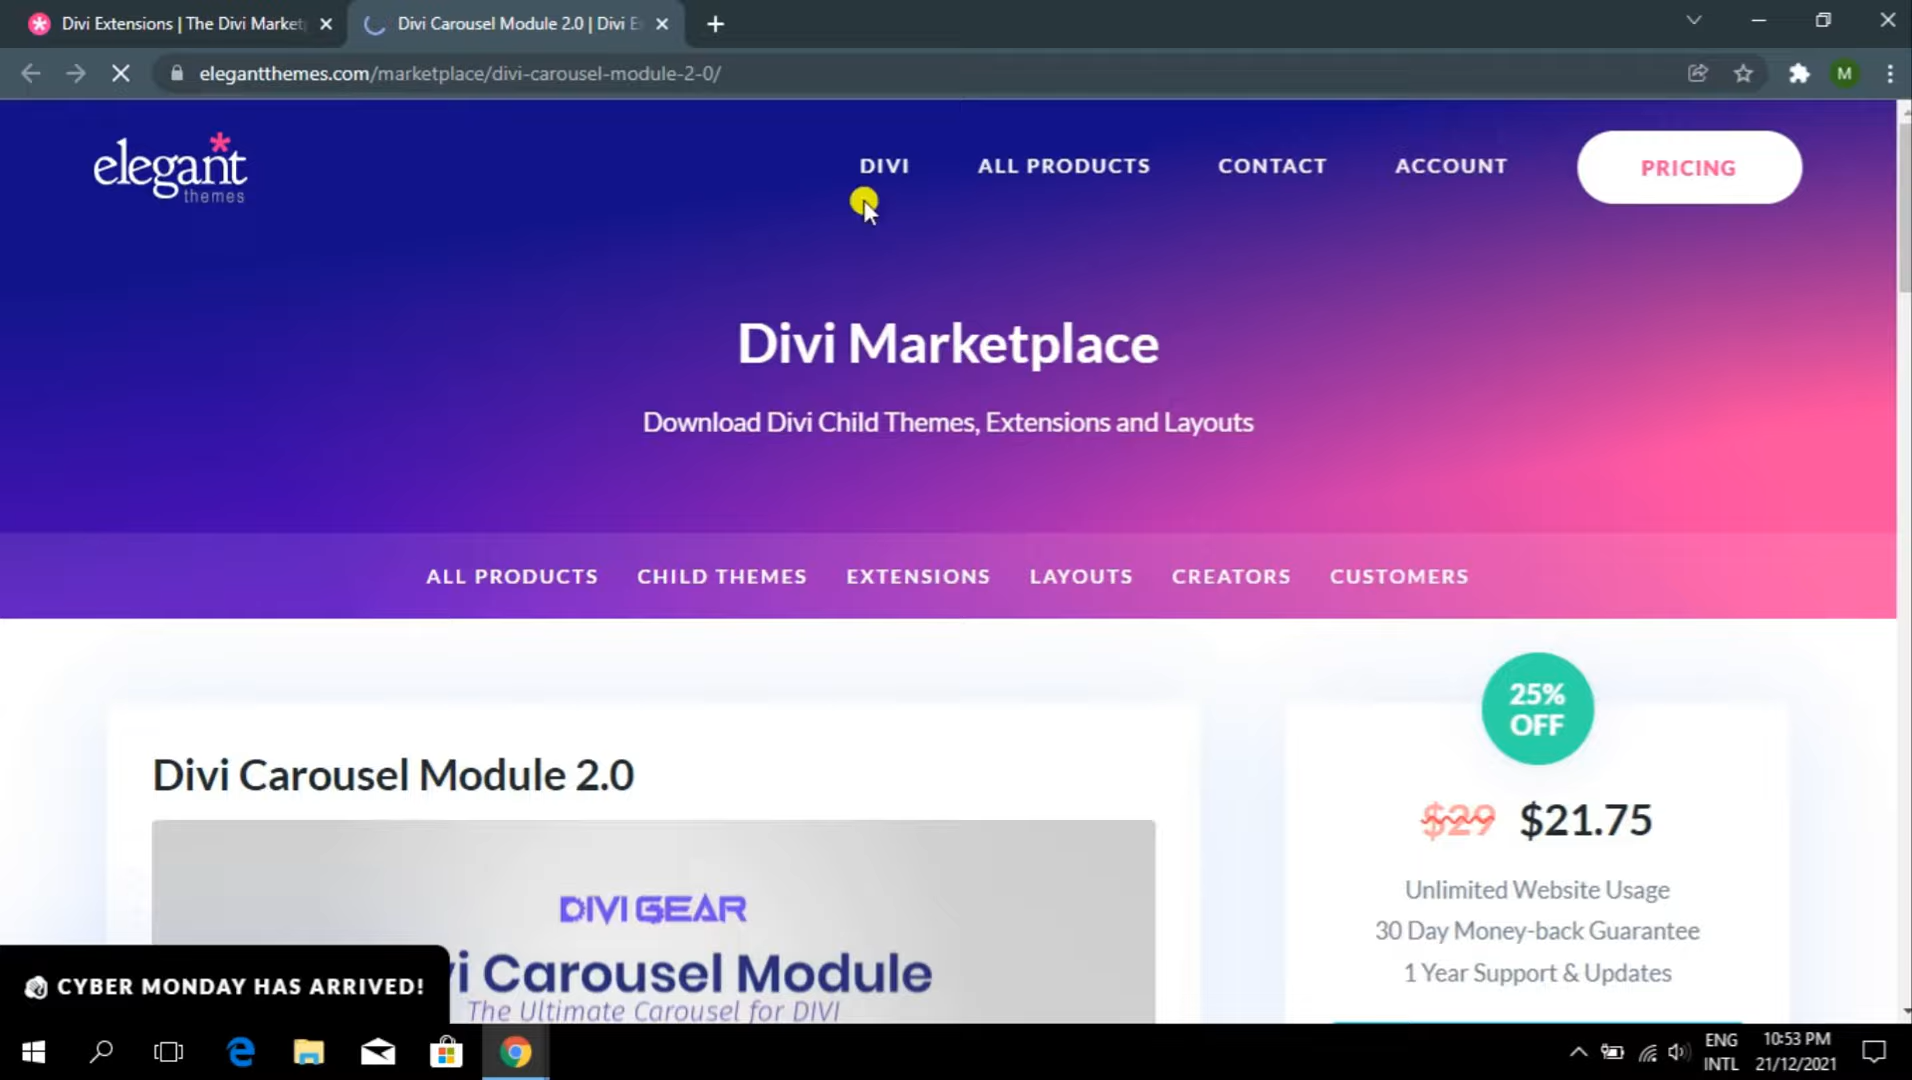 Divi Extensions | The Divi Market
Divi Carousel Module 2.0 | Divi E
elegantthemes.com/marketplace/divi-carousel-module-2-0/
M
elegant
themes
DIVI
ALL PRODUCTS
CONTACT
ACCOUNT
PRICING
Divi Marketplace
Download Divi Child Themes, Extensions and Layouts
ALL PRODUCTS
CHILD THEMES
EXTENSIONS
LAYOUTS
CREATORS
CUSTOMERS
25%
OFF
Divi Carousel Module 2.0
$29 $21.75
Unlimited Website Usage
30 Day Money-back Guarantee
1 Year Support & Updates
DIVI GEAR
vi Carousel Module
The Ultimate Carousel for DIVI
CYBER MONDAY HAS ARRIVED!
ENG
INTL
10:53 PM
21/12/2021